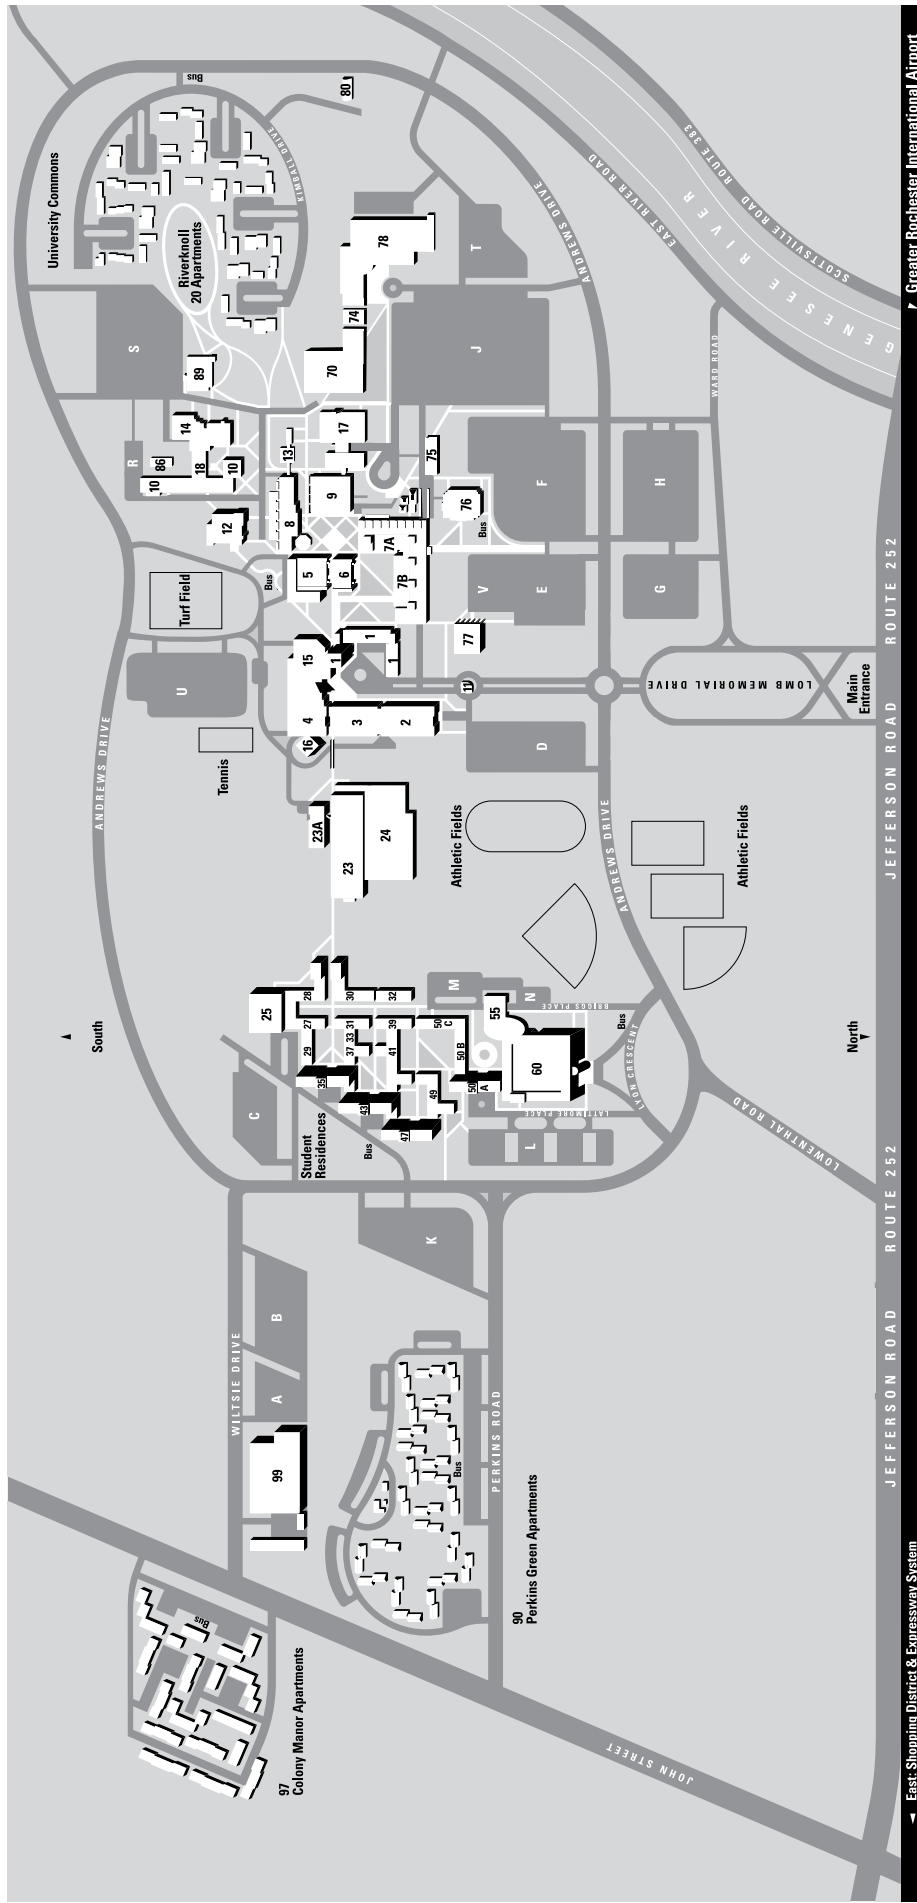 Greater Rochester International Airport
ROUTE 383
SCOTTSVILLE ROAD
GENESEE RIVER
EAST RIVER ROAD
Bus
80
University Commons
KIMBALL DRIVE
ANDREWS DRIVE
Riverknoll
20 Apartments
78
T
S
74
J
70
89
WARD ROAD
14
17
R
86
18
10
10
13
75
9
F
H
12
8
76
Bus
7A
ROUTE 252
Turf Field
Bus
5
6
7B
V
E
G
15
1
1
1
77
U
11
LOMB MEMORIAL DRIVE
Main
Entrance
4
3
2
16
D
Tennis
ANDREWS DRIVE
JEFFERSON ROAD
23A
24
23
Athletic Fields
ANDREWS DRIVE
Athletic Fields
28
30
32
M
N
25
55
BRIGGS PLACE
27
31
39
50
C
Bus
South
North
29
33
37
41
50 B
60
LYON CRESCENT
35
50
A
C
43
49
LATTIMORE PLACE
47
L
Student
Residences
Bus
LOWENTHAL ROAD
ROUTE 252
K
B
A
WILTSIE DRIVE
JEFFERSON ROAD
PERKINS ROAD
99
Bus
90
Perkins Green Apartments
Bus
97
Colony Manor Apartments
JOHN STREET
East: Shopping District & Expressway System